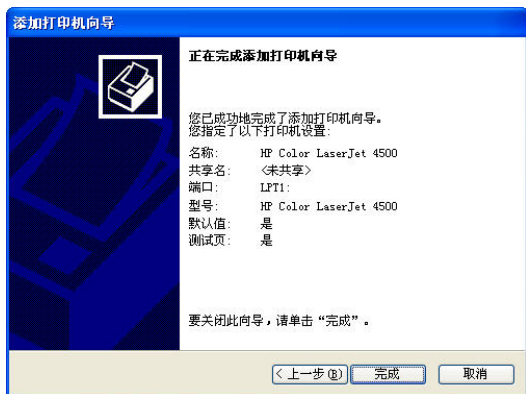 添加打印机向导
正在完成添加打印机向导
您已成功地完成了添加打印机向导。
您指定了以下打印机设置:
名称: HP Color LaserJet 4500
共享名: <未共享>
端口: LPT1:
型号: HP Color LaserJet 4500
默认值: 是
测试页: 是
要关闭此向导，请单击“完成”。
< 上一步(B) 完成 取消